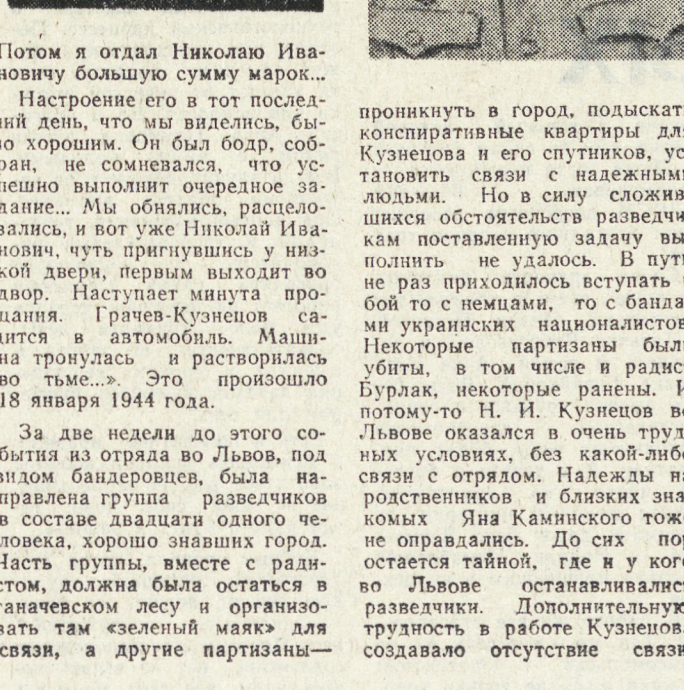 Потом я отдал Николаю Ива-
новичу большую сумму марок...
Настроение его в тот послед-
ний день, что мы виделись, бы-
ло хорошим. Он был бодр, соб-
ран, не сомневался, что ус-
пешно выполнит очередное за-
дание... Мы обнялись, расцело-
вались, и вот уже Николай Ива-
нович, чуть пригнувшись у низ-
кой двери, первым выходит во
двор. Наступает минута про-
щания. Грачев-Кузнецов са-
дится в автомобиль. Маши-
на тронулась и растворилась
во тьме...». Это произошло
18 января 1944 года.
За две недели до этого со-
бытия из отряда во Львов, под
видом бандеровцев, была на-
правлена группа разведчиков
в составе двадцати одного че-
ловека, хорошо знавших город.
Часть группы, вместе с ради-
стом, должна была остаться в
ганачевском лесу и организо-
вать там «зеленый маяк» для
связи, а другие партизаны—
проникнуть в город, подыскат
конспиративные квартиры дл
Кузнецова и его спутников, ус
тановить связи с надежным
людьми. Но в силу сложив
шихся обстоятельств разведчи
кам поставленную задачу вы
полнить не удалось. В пут
не раз приходилось вступать
бой то с немцами, то с банда
ми украинских националистов
Некоторые партизаны был
убиты, в том числе и радис
Бурлак, некоторые ранены. И
потому-то Н. И. Кузнецов во
Львове оказался в очень труд
ных условиях, без какой-либ
связи с отрядом. Надежды на
родственников и близких зна
комых Яна Каминского тож
не оправдались. До сих пор
остается тайной, где и у ког
во Львове останавливалис
разведчики. Дополнительну
трудность в работе Кузнецов
создавало отсутствие связи